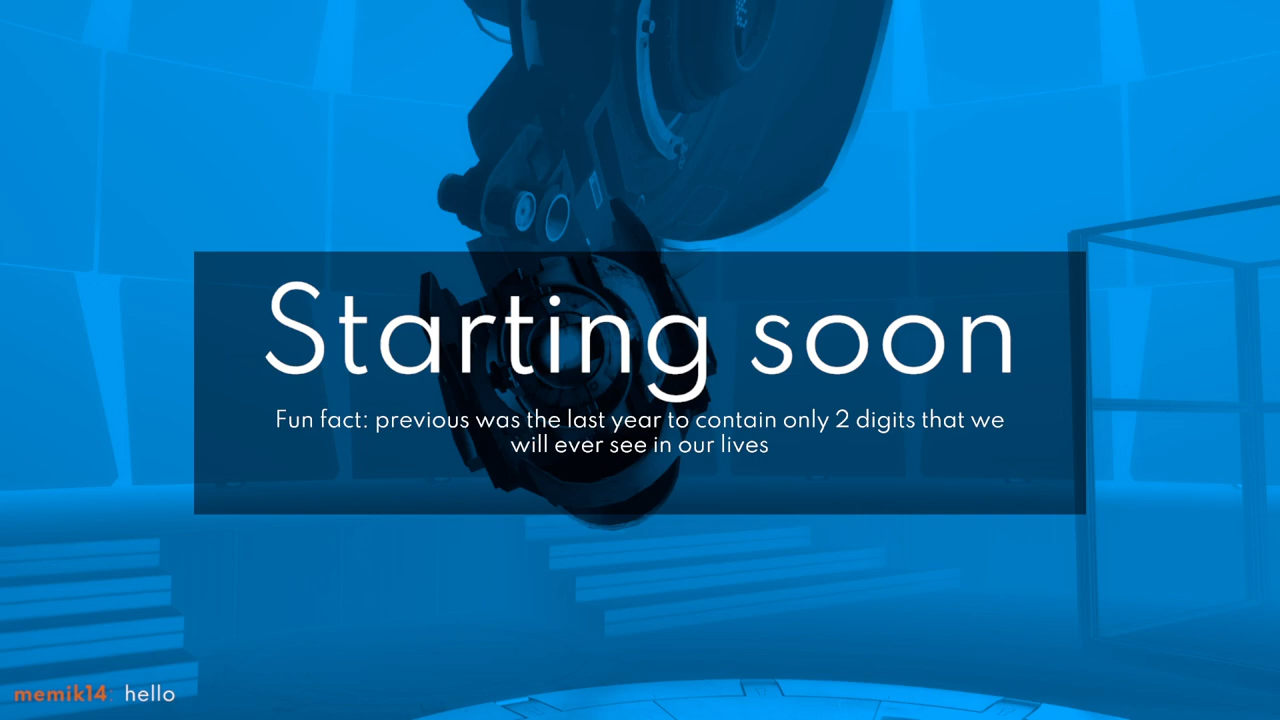 Starting soon
Fun fact: previous was the last year to contain only 2 digits that we
will ever see in our lives
memik14: hello